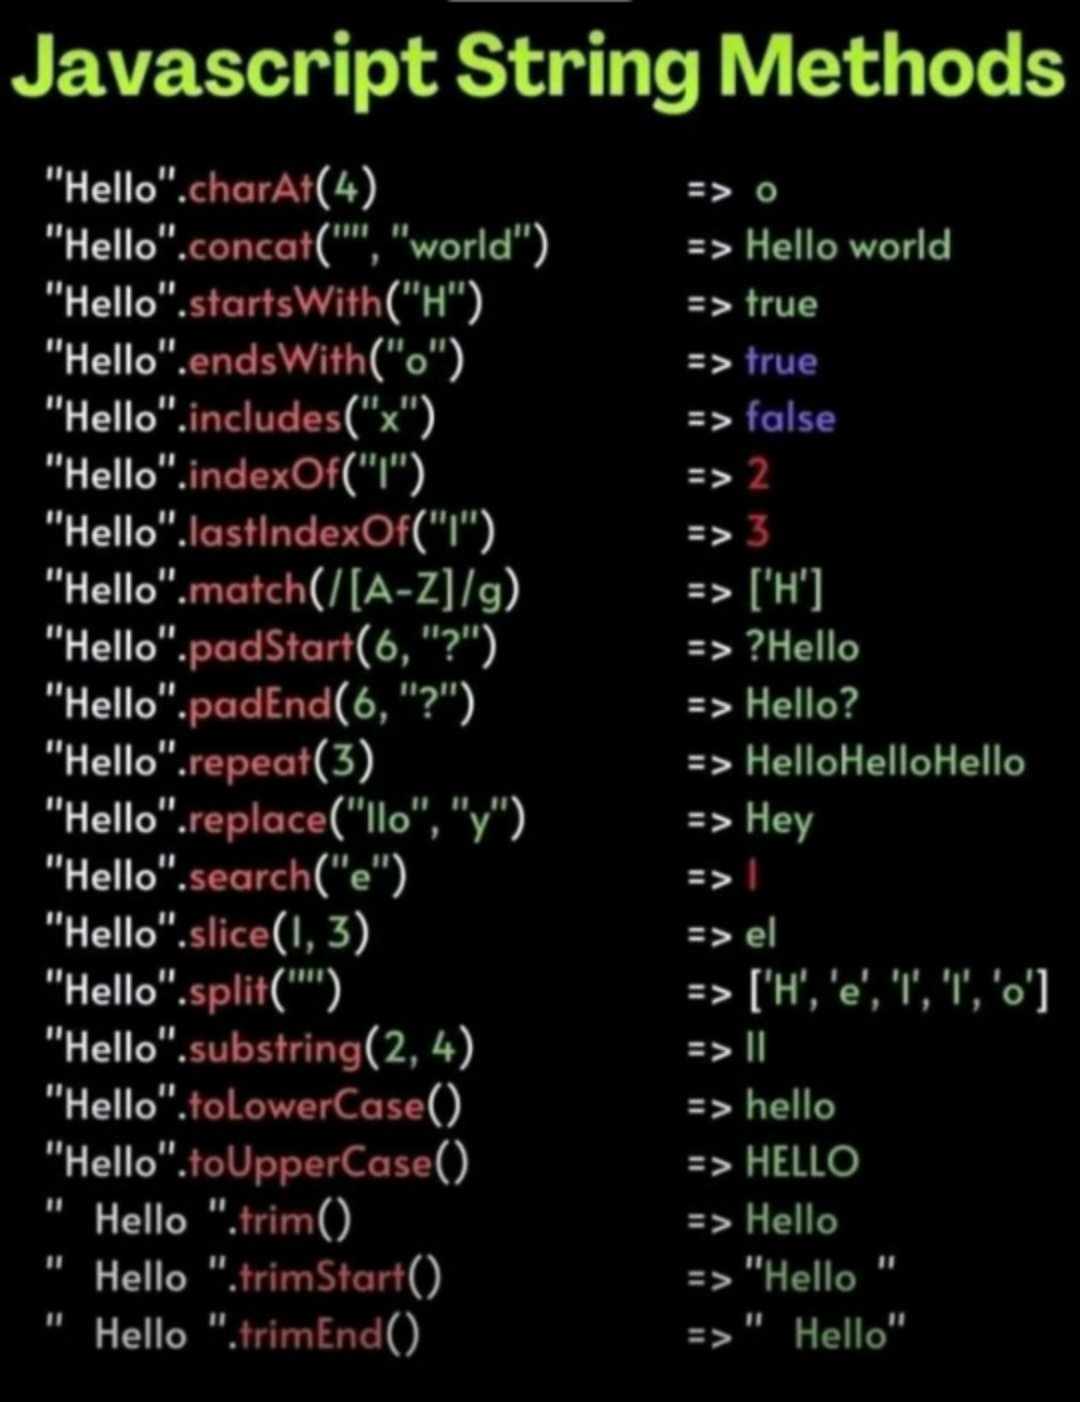 Javascript String Methods
"Hello".charAt(4) => o
"Hello".concat("", "world") => Hello world
"Hello".startsWith("H") => true
"Hello".endsWith("o") => true
"Hello".includes("x") => false
"Hello".indexOf("l") => 2
"Hello".lastIndexOf("l") => 3
"Hello".match(/[A-Z]/g) => ['H']
"Hello".padStart(6, "?") => ?Hello
"Hello".padEnd(6, "?") => Hello?
"Hello".repeat(3) => HelloHelloHello
"Hello".replace("llo", "y") => Hey
"Hello".search("e") => 1
"Hello".slice(1, 3) => el
"Hello".split("") => ['H', 'e', 'l', 'l', 'o']
"Hello".substring(2, 4) => ll
"Hello".toLowerCase() => hello
"Hello".toUpperCase() => HELLO
"  Hello ".trim() => Hello
"  Hello ".trimStart() => "Hello "
"  Hello ".trimEnd() => "  Hello"